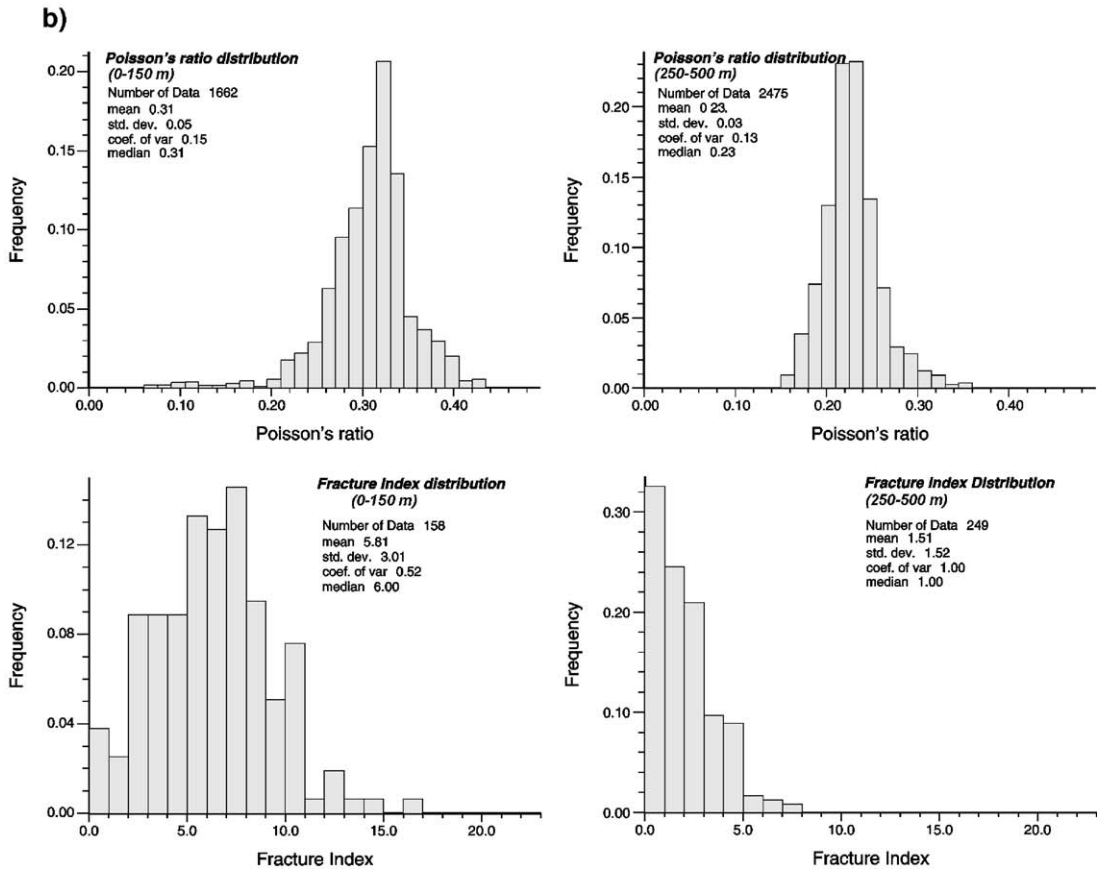 b)
Poisson's ratio distribution
(0-150 m)
Number of Data 1662
mean 0.31
std. dev. 0.05
coef. of var 0.15
median 0.31
0.20
0.15
0.10
0.05
0.00
Frequency
0.00 0.10 0.20 0.30 0.40
Poisson's ratio
Poisson's ratio distribution
(250-500 m)
Number of Data 2475
mean 0 23.
std. dev. 0.03
coef. of var 0.13
median 0.23
0.20
0.15
0.10
0.05
0.00
Frequency
0.00 0.10 0.20 0.30 0.40
Poisson's ratio
Fracture Index distribution
(0-150 m)
Number of Data 158
mean 5.81
std. dev. 3.01
coef. of var 0.52
median 6.00
0.12
0.08
0.04
0.00
Frequency
0.0 5.0 10.0 15.0 20.0
Fracture Index
Fracture Index Distribution
(250-500 m)
Number of Data 249
mean 1.51
std. dev. 1.52
coef. of var 1.00
median 1.00
0.30
0.20
0.10
0.00
Frequency
0.0 5.0 10.0 15.0 20.0
Fracture Index